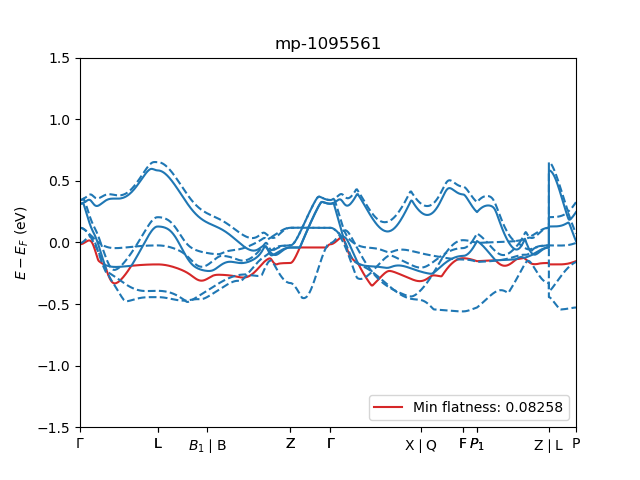 mp-1095561
1.5
1.0
0.5
0.0
−0.5
−1.0
−1.5
E − E_F (eV)
Γ L B₁ | B Z Γ X | Q F P₁ Z | L P
Min flatness: 0.08258